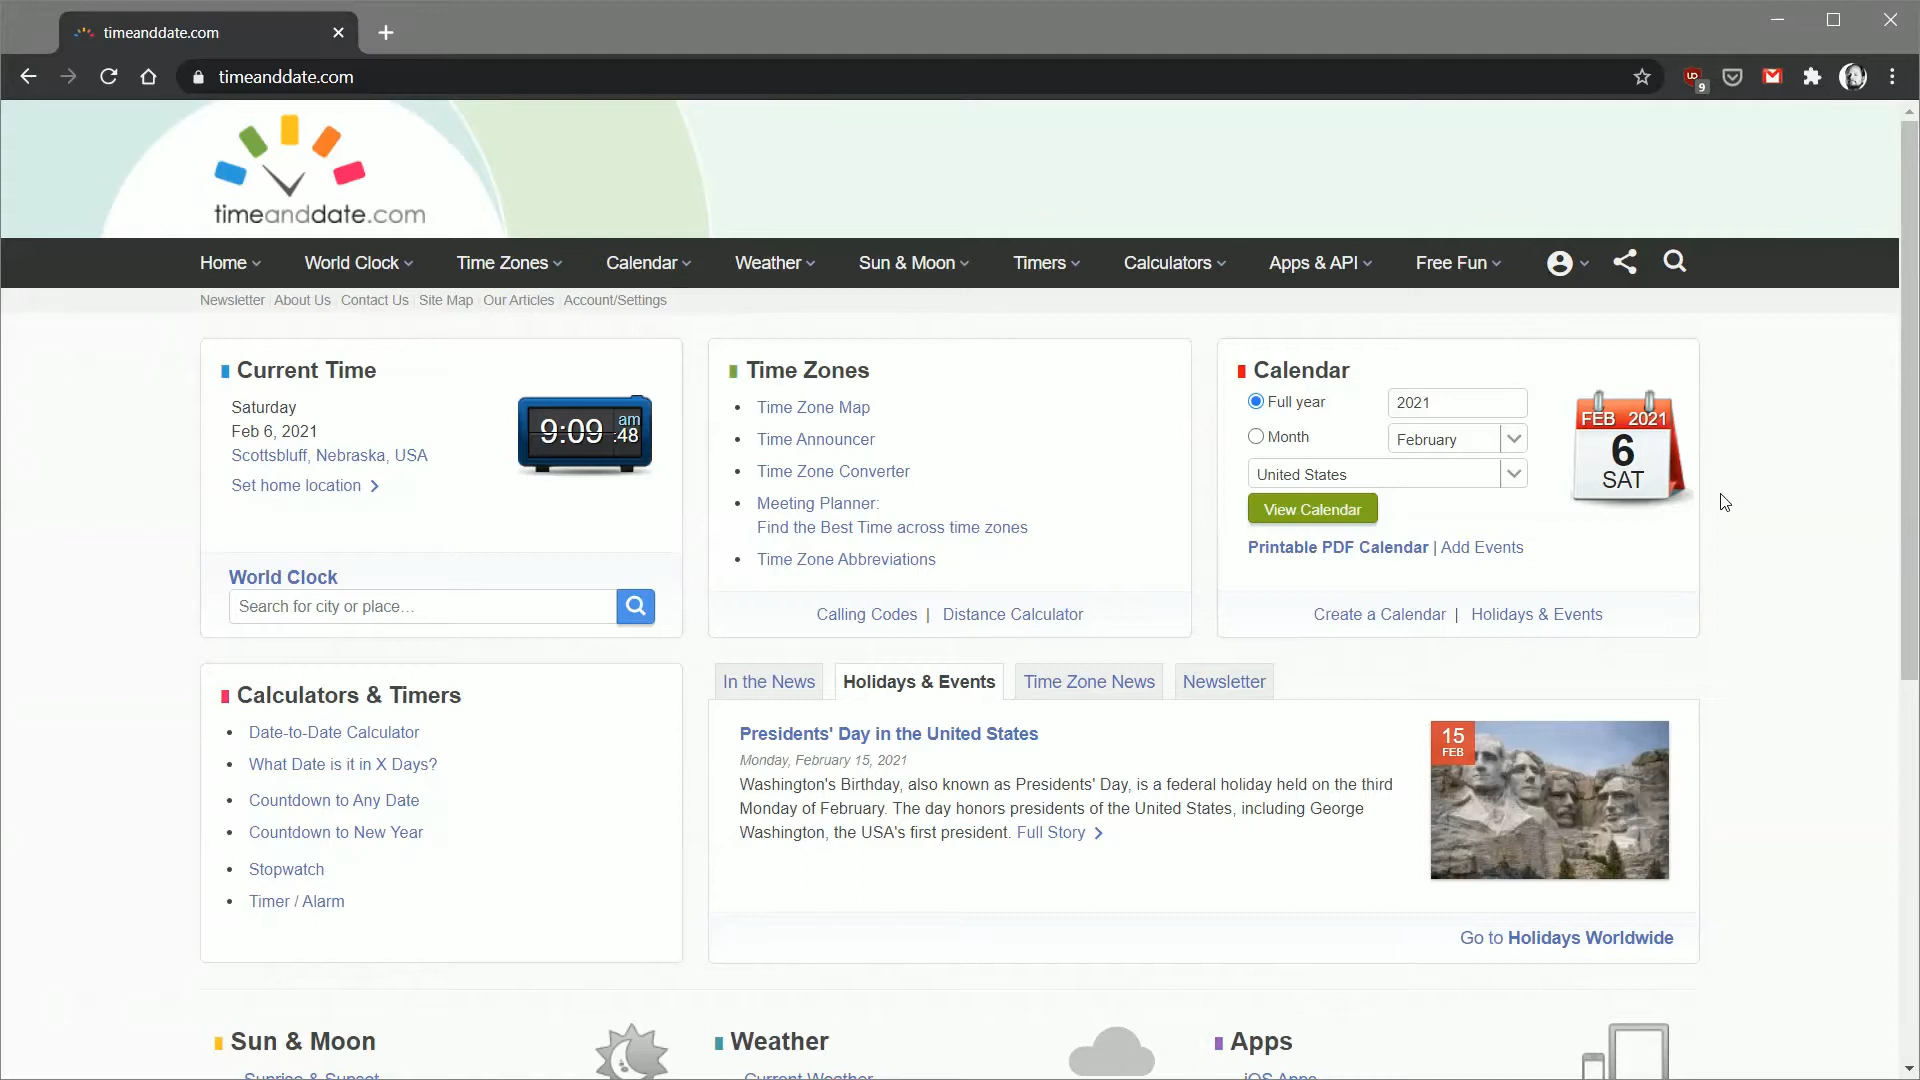 timeanddate.com
timeanddate.com
9
timeanddate.com
Home
World Clock
Time Zones
Calendar
Weather
Sun & Moon
Timers
Calculators
Apps & API
Free Fun
Newsletter
About Us
Contact Us
Site Map
Our Articles
Account/Settings
Current Time
Saturday
Feb 6, 2021
Scottsbluff, Nebraska, USA
Set home location
9:09 am :48
World Clock
Search for city or place...
Time Zones
Time Zone Map
Time Announcer
Time Zone Converter
Meeting Planner:
Find the Best Time across time zones
Time Zone Abbreviations
Calling Codes | Distance Calculator
Calendar
Full year 2021
Month February
United States
View Calendar
Printable PDF Calendar | Add Events
FEB 2021
6
SAT
Create a Calendar | Holidays & Events
Calculators & Timers
Date-to-Date Calculator
What Date is it in X Days?
Countdown to Any Date
Countdown to New Year
Stopwatch
Timer / Alarm
In the News
Holidays & Events
Time Zone News
Newsletter
Presidents' Day in the United States
Monday, February 15, 2021
Washington's Birthday, also known as Presidents' Day, is a federal holiday held on the third
Monday of February. The day honors presidents of the United States, including George
Washington, the USA's first president. Full Story
15
FEB
Go to Holidays Worldwide
Sun & Moon
Sunrise & Sunset
Weather
Current Weather
Apps
iOS Apps